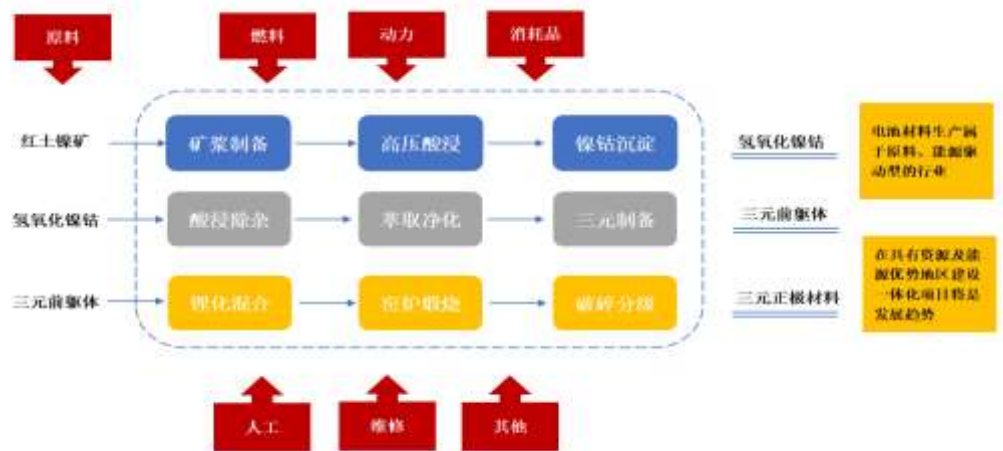 原料
燃料
动力
消耗品
红土镍矿
矿浆制备
高压酸浸
镍钴沉淀
氢氧化镍钴
电池材料生产属
于原料、能源驱
动型的行业
氢氧化镍钴
酸浸除杂
萃取净化
三元制备
三元前驱体
三元前驱体
锂化混合
窑炉煅烧
破碎分级
三元正极材料
在具有资源及能
源优势地区建设
一体化项目将是
发展趋势
人工
维修
其他